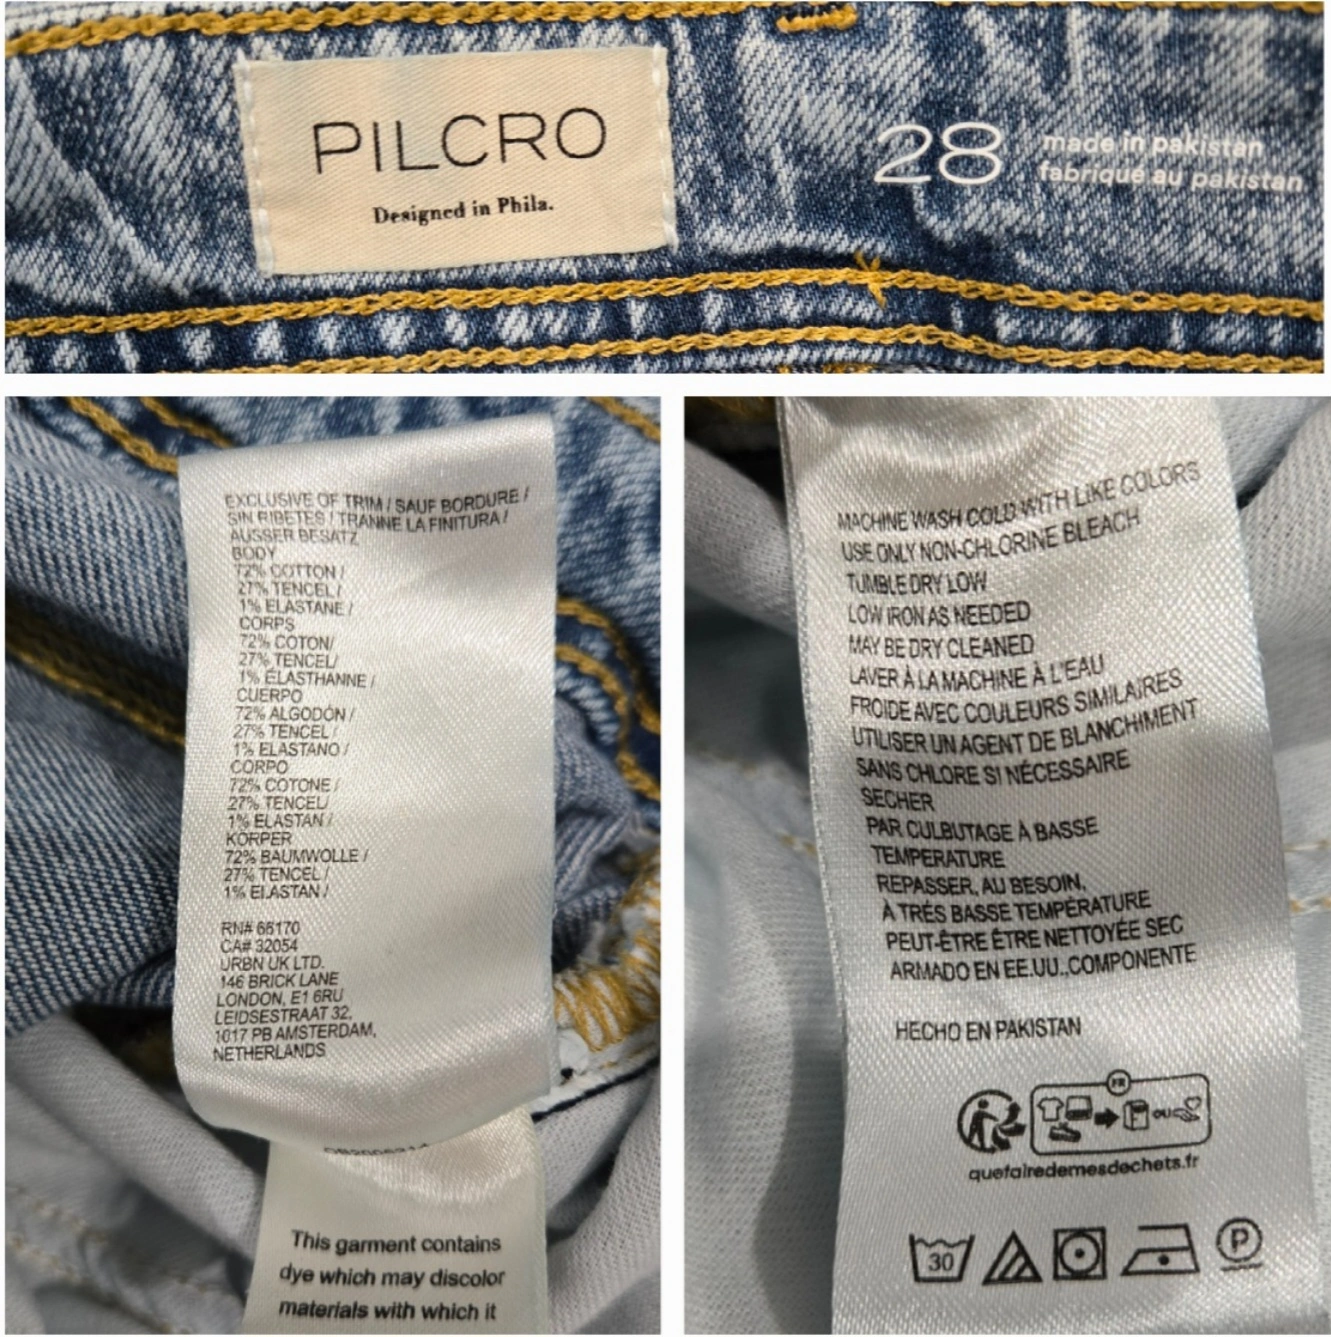 PILCRO
Designed in Phila.
28
made in pakistan
fabriqué au pakistan
EXCLUSIVE OF TRIM / SAUF BORDURE /
SIN RIBETES / TRANNE LA FINITURA /
AUSSER BESATZ
BODY
72% COTTON /
27% TENCEL /
1% ELASTANE /
CORPS
72% COTON/
27% TENCEL/
1% ÉLASTHANNE /
CUERPO
72% ALGODÓN /
27% TENCEL /
1% ELASTANO /
CORPO
72% COTONE /
27% TENCEL/
1% ELASTAN /
KÖRPER
72% BAUMWOLLE /
27% TENCEL /
1% ELASTAN /
RN# 66170
CA# 32054
URBN UK LTD.
146 BRICK LANE
LONDON, E1 6RU
LEIDSESTRAAT 32,
1017 PB AMSTERDAM,
NETHERLANDS
This garment contains
dye which may discolor
materials with which it
MACHINE WASH COLD WITH LIKE COLORS
USE ONLY NON-CHLORINE BLEACH
TUMBLE DRY LOW
LOW IRON AS NEEDED
MAY BE DRY CLEANED
LAVER À LA MACHINE À L'EAU
FROIDE AVEC COULEURS SIMILAIRES
UTILISER UN AGENT DE BLANCHIMENT
SANS CHLORE SI NÉCESSAIRE
SECHER
PAR CULBUTAGE À BASSE
TEMPERATURE
REPASSER, AU BESOIN,
À TRÉS BASSE TEMPÉRATURE
PEUT-ÊTRE ÊTRE NETTOYÉE SEC
ARMADO EN EE.UU.,COMPONENTE
HECHO EN PAKISTAN
FR
OU
quefairedemesdechets.fr
30
P